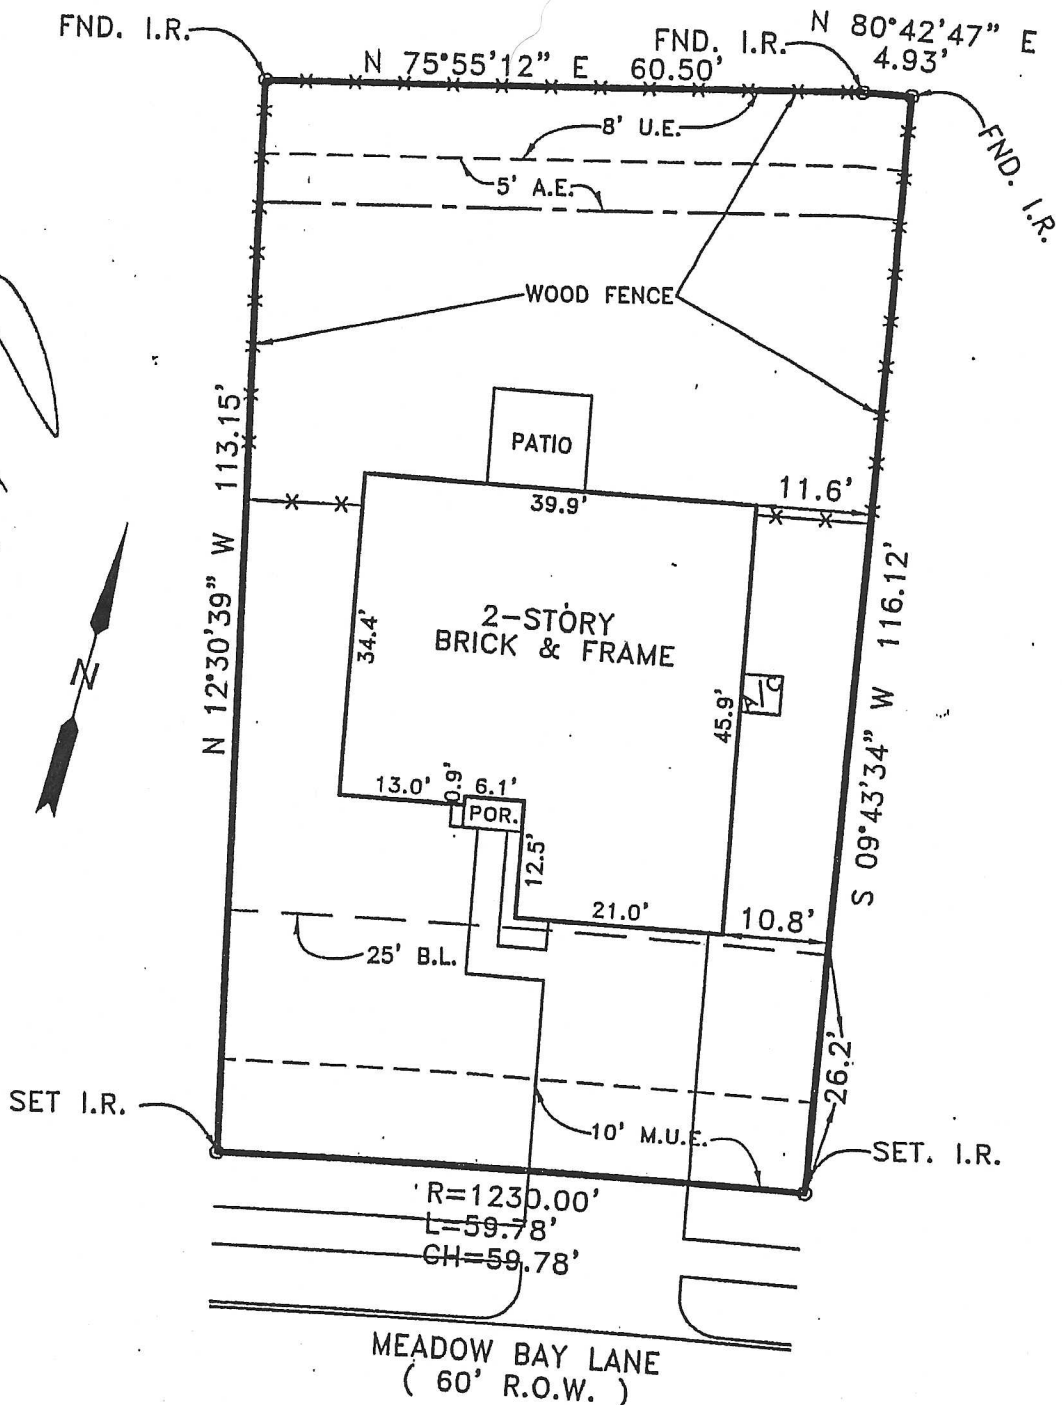 FND. I.R.
N 75°55'12" E 60.50'
FND. I.R.
N 80°42'47" E
4.93'
FND. I.R.
8' U.E.
5' A.E.
WOOD FENCE
N 12°30'39" W 113.15'
PATIO
39.9'
11.6'
S 09°43'34" W 116.12'
2-STORY
BRICK & FRAME
34.4'
N
45.9'
A/C
13.0'
0.9'
6.1'
POR.
12.5'
21.0'
10.8'
25' B.L.
26.2'
SET I.R.
10' M.U.E.
SET. I.R.
R=1230.00'
L=59.78'
CH=59.78'
MEADOW BAY LANE
( 60' R.O.W. )